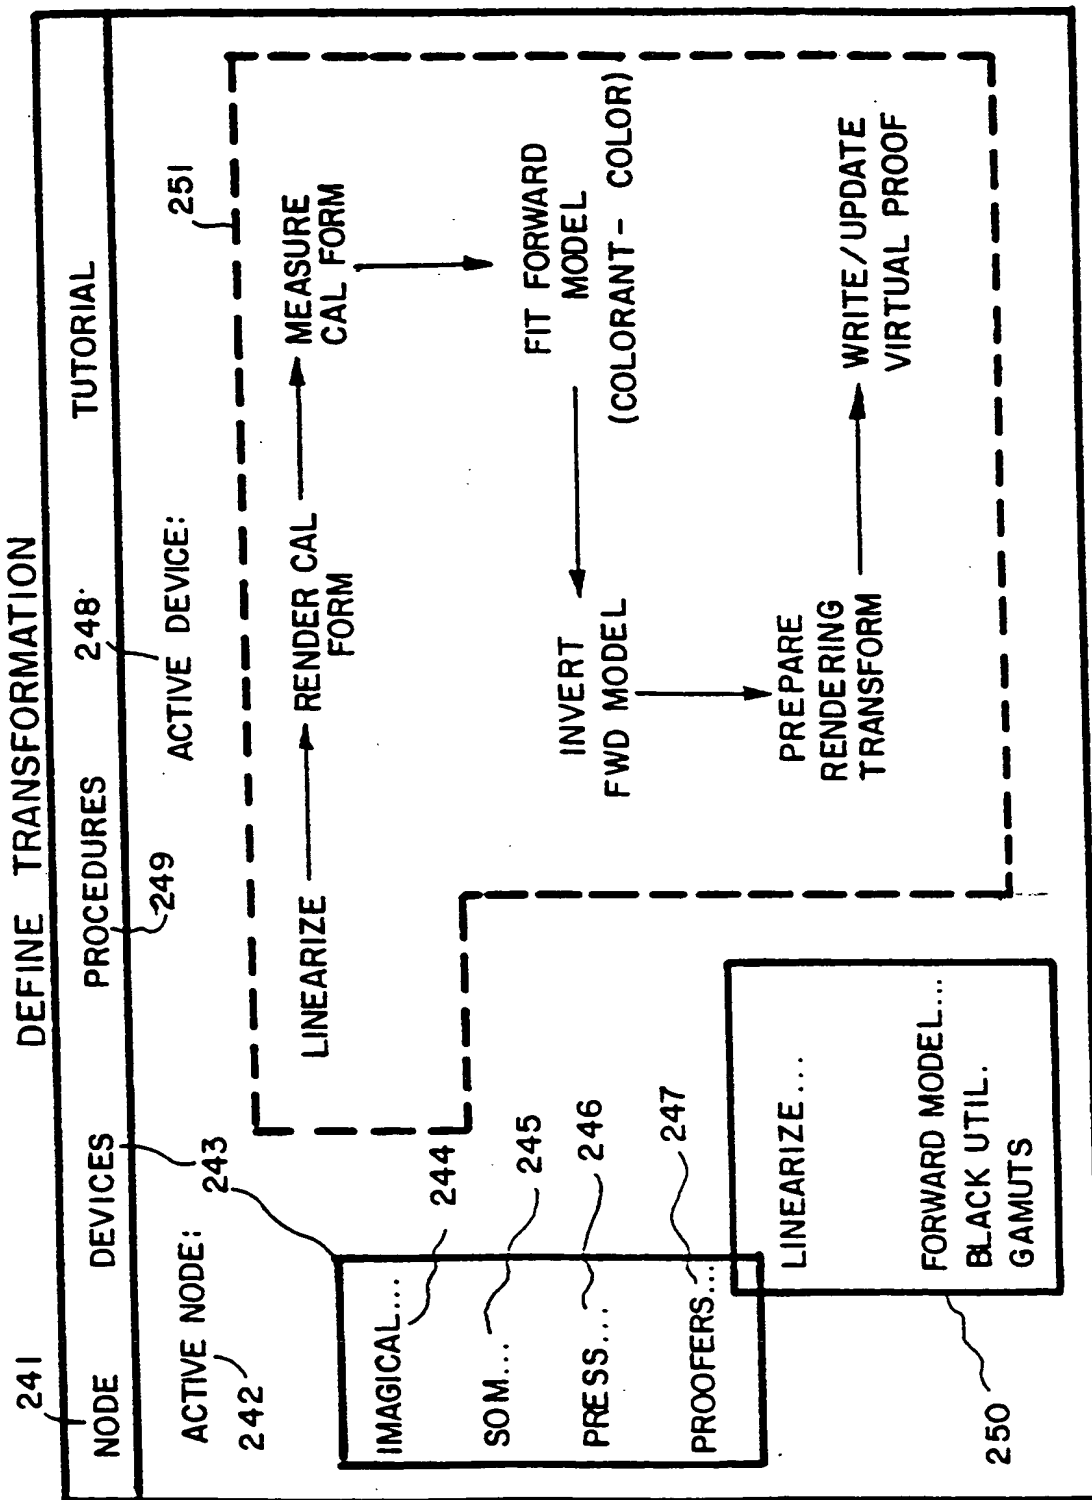 DEFINE TRANSFORMATION
241
NODE DEVICES PROCEDURES TUTORIAL
249
248
243
ACTIVE NODE:
242
ACTIVE DEVICE:
251
IMAGICAL...
244
SOM...
245
PRESS...
246
PROOFERS...
247
LINEARIZE....
FORWARD MODEL...
BLACK UTIL.
GAMUTS
250
LINEARIZE
RENDER CAL
FORM
MEASURE
CAL FORM
FIT FORWARD
MODEL
(COLORANT- COLOR)
INVERT
FWD MODEL
PREPARE
RENDERING
TRANSFORM
WRITE/UPDATE
VIRTUAL PROOF